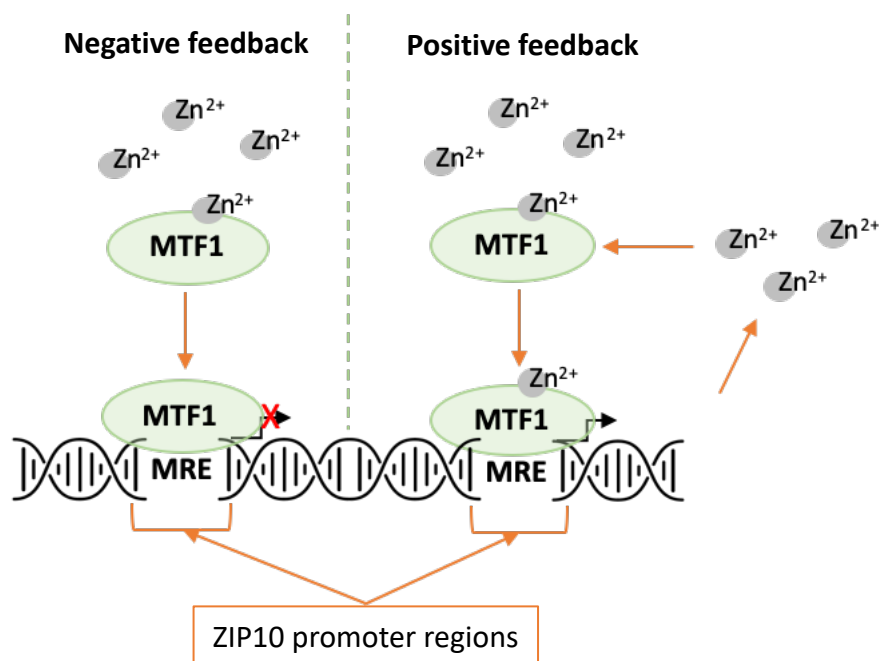 Negative feedback
Positive feedback
Zn2+
Zn2+
Zn2+
Zn2+
MTF1
Zn2+
Zn2+
Zn2+
Zn2+
MTF1
Zn2+
Zn2+
Zn2+
MTF1
X
MRE
Zn2+
MTF1
MRE
ZIP10 promoter regions